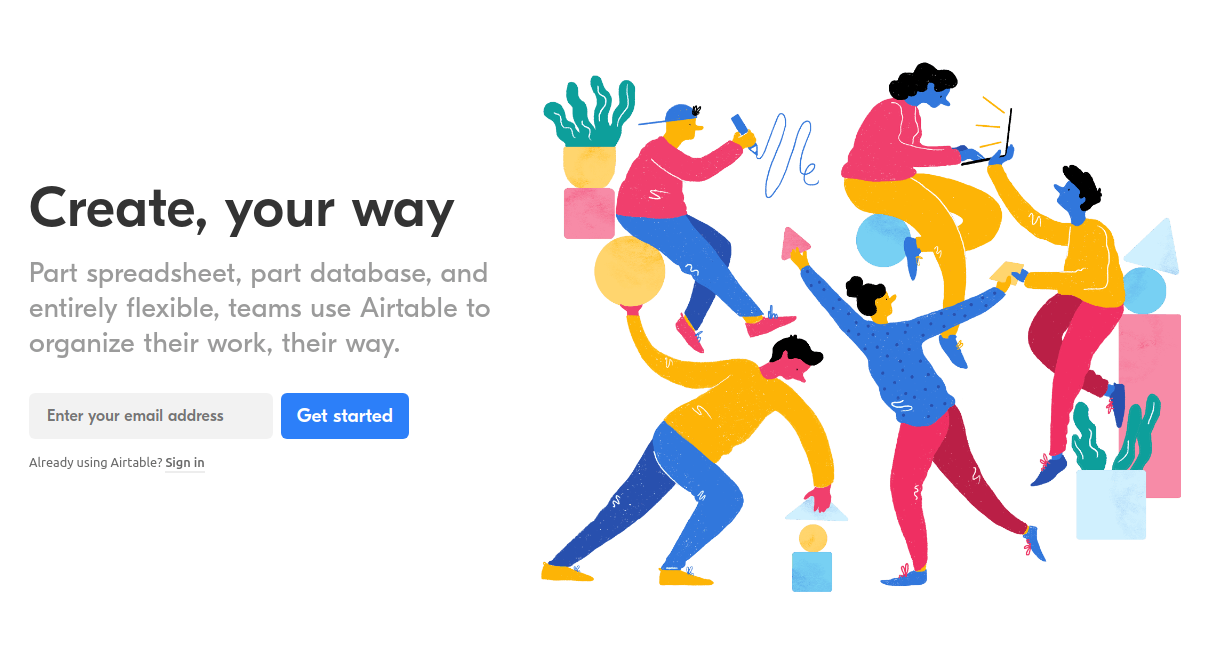 Create, your way
Part spreadsheet, part database, and
entirely flexible, teams use Airtable to
organize their work, their way.
Enter your email address
Get started
Already using Airtable? Sign in